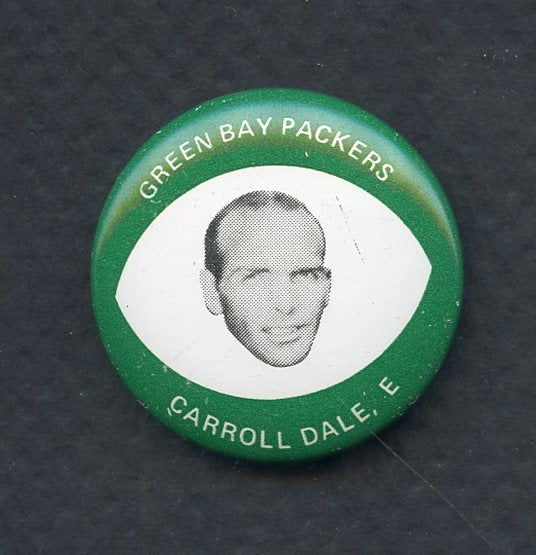 GREEN BAY PACKERS
CARROLL DALE, E